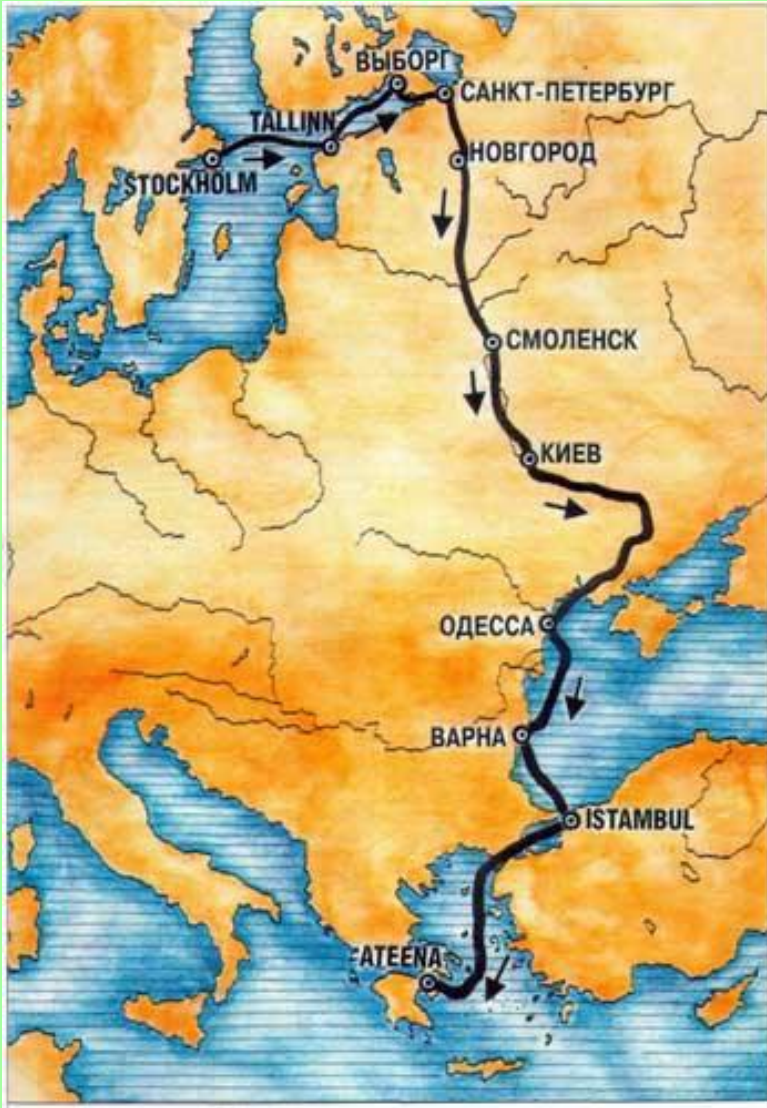 ВЫБОРГ
САНКТ-ПЕТЕРБУРГ
TALLINN
НОВГОРОД
STOCKHOLM
СМОЛЕНСК
КИЕВ
ОДЕССА
ВАРНА
ISTAMBUL
ATEENA